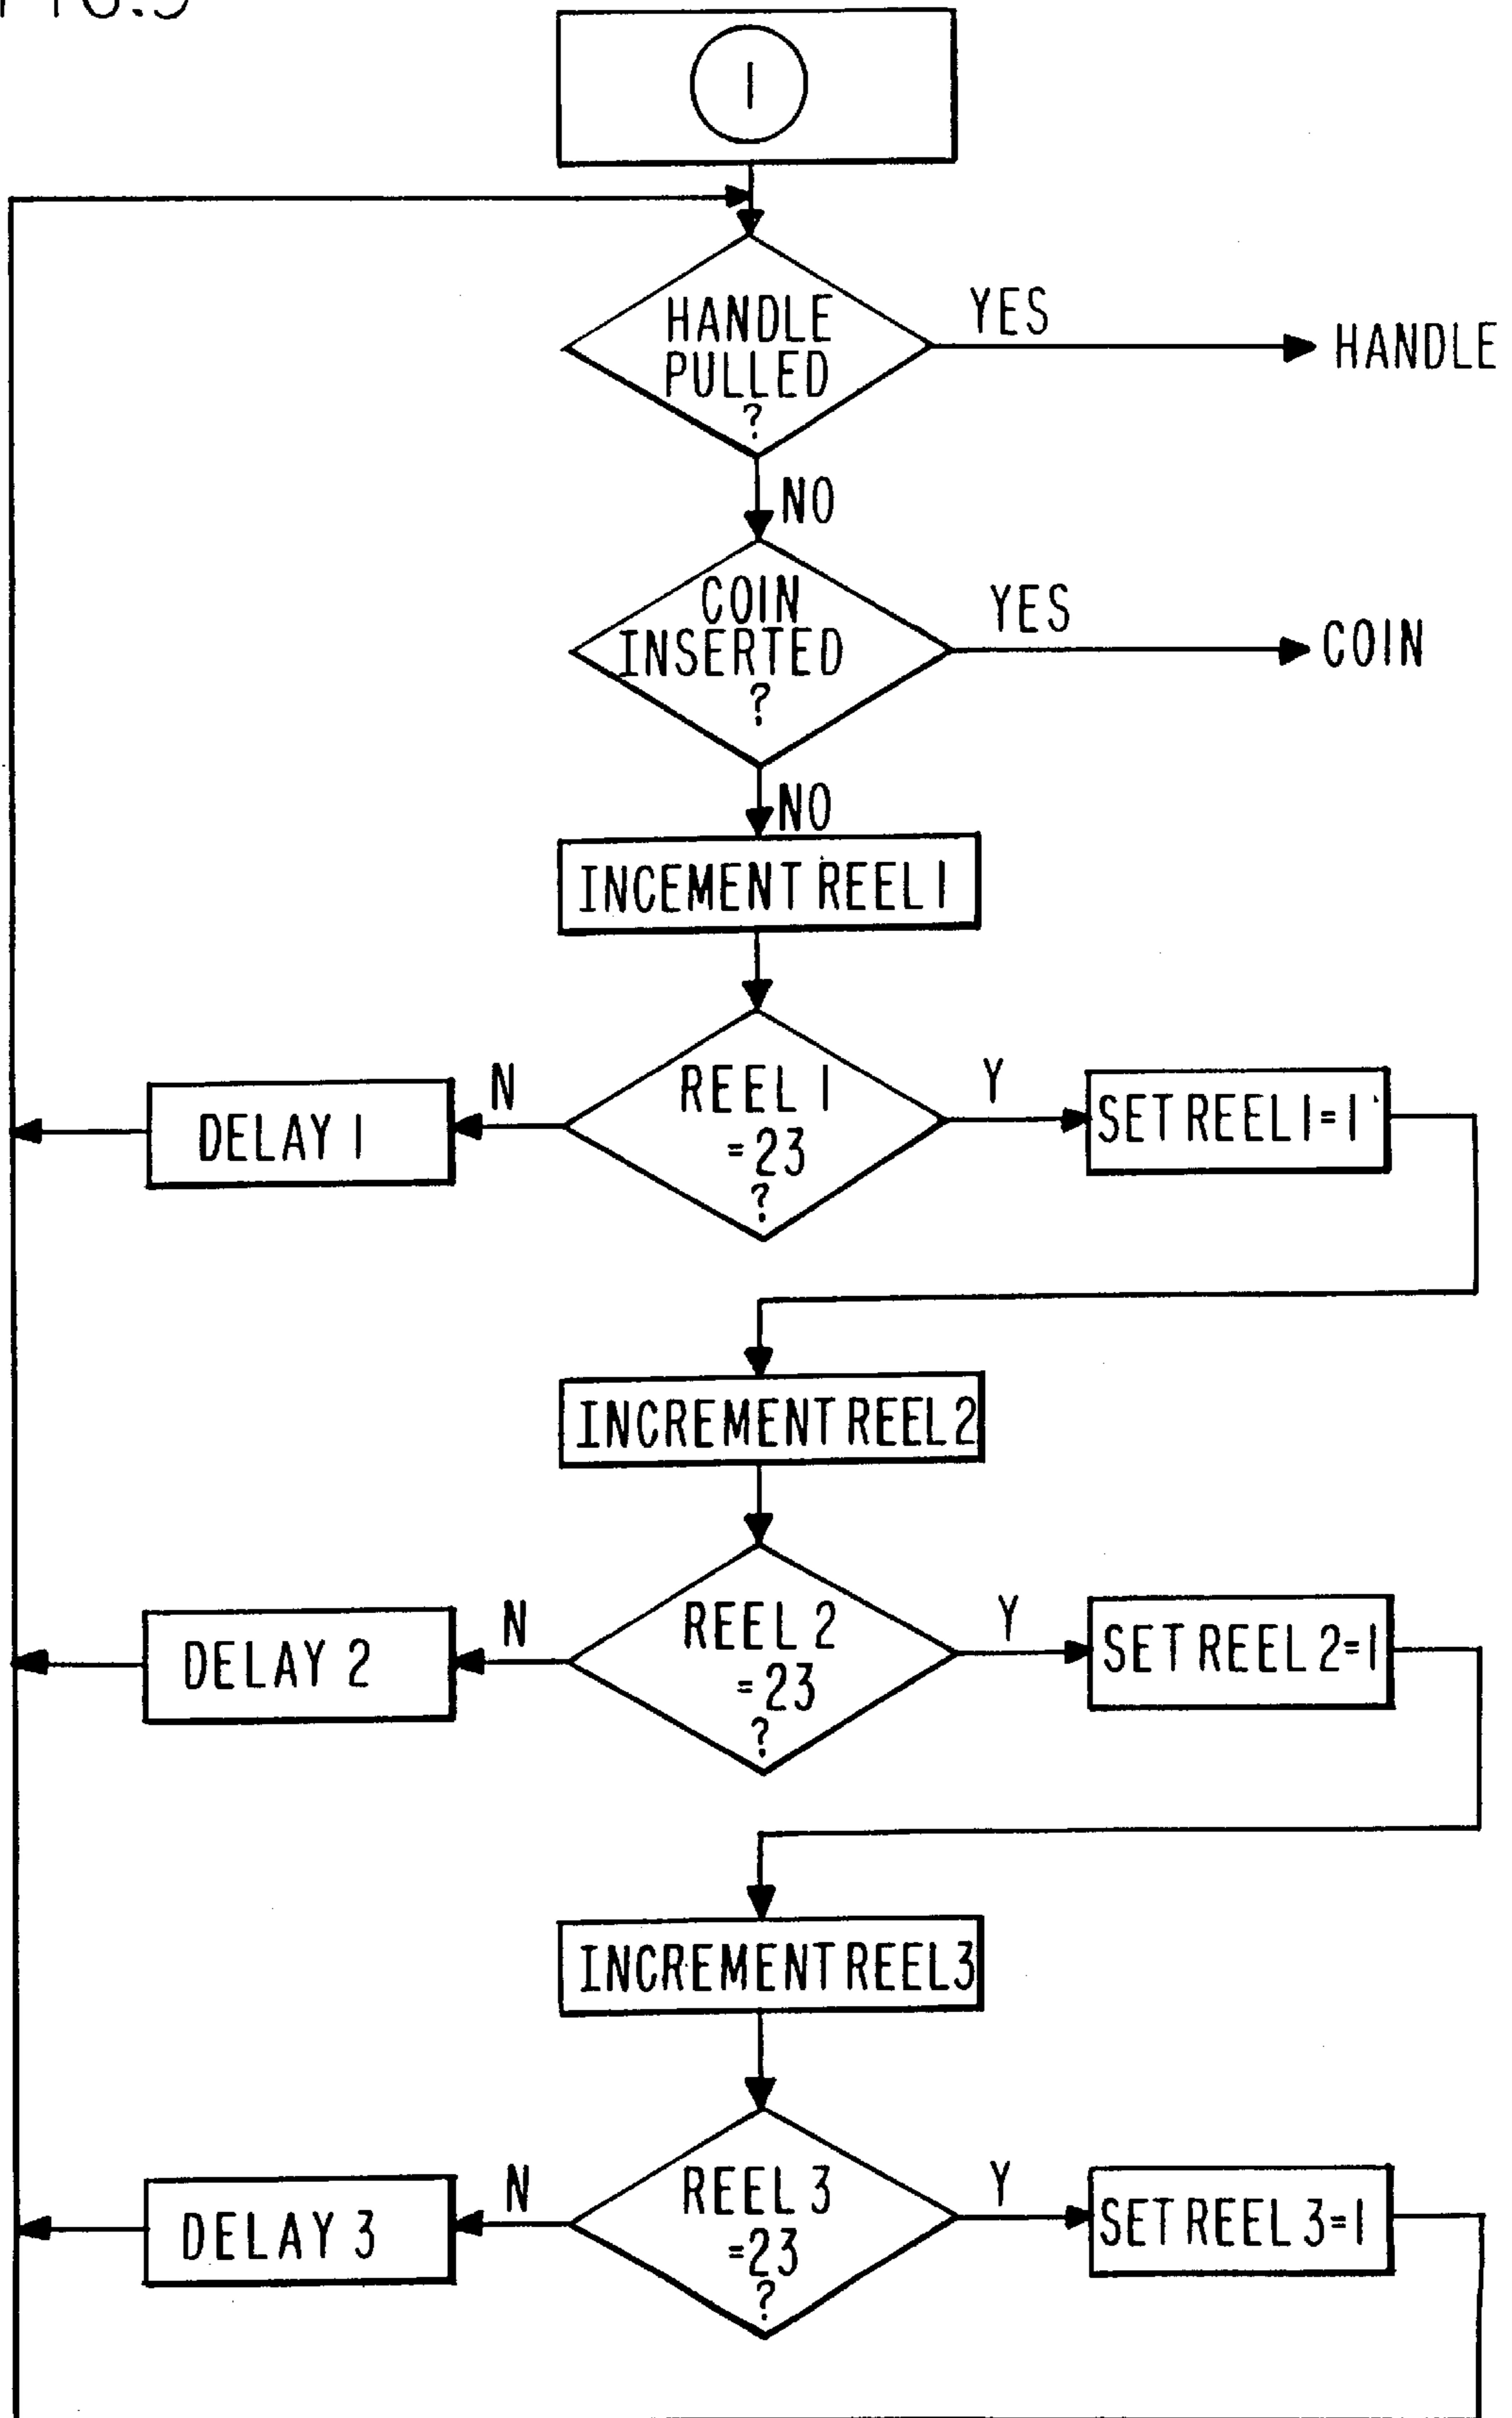 1
HANDLE
PULLED
?
YES
HANDLE
NO
COIN
INSERTED
?
YES
COIN
NO
INCEMENT REEL 1
REEL 1
=23
?
N
DELAY 1
Y
SET REEL 1=1
INCREMENT REEL 2
REEL 2
=23
?
N
DELAY 2
Y
SET REEL 2=1
INCREMENT REEL 3
REEL 3
=23
?
N
DELAY 3
Y
SET REEL 3=1